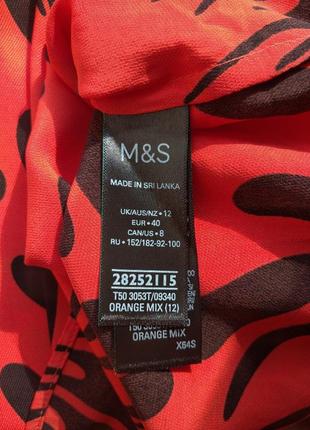 M&S
MADE IN SRI LANKA
UK/AUS/NZ • 12
EUR • 40
CAN/US • 8
RU • 152/182-92-100
28252115
T50 3053T/09340
ORANGE MIX (12)
ORANGE MIX
X64S